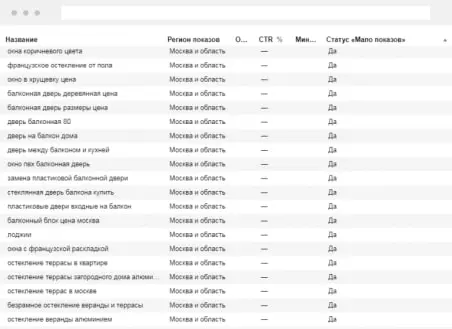 Название Регион показов О... CTR % Мин... Статус «Мало показов»
окна коричневого цвета Москва и область — Да
французское остекление от пола Москва и область — Да
окно в хрущевку цена Москва и область — Да
балконная дверь деревянная цена Москва и область — Да
балконная дверь размеры цена Москва и область — Да
дверь балконная 80 Москва и область — Да
дверь на балкон дома Москва и область — Да
дверь между балконом и кухней Москва и область — Да
окно пвх балконная дверь Москва и область — Да
замена пластиковой балконной двери Москва и область — Да
стеклянная дверь балкона купить Москва и область — Да
пластиковые двери входные на балкон Москва и область — Да
балконный блок цена москва Москва и область — Да
лоджии Москва и область — Да
окна с французской раскладкой Москва и область — Да
остекление террасы в квартире Москва и область — Да
остекление террасы загородного дома алюми... Москва и область — Да
остекление террас в москве Москва и область — Да
безрамное остекление веранды и террасы Москва и область — Да
остекление веранды алюминием Москва и область — Да